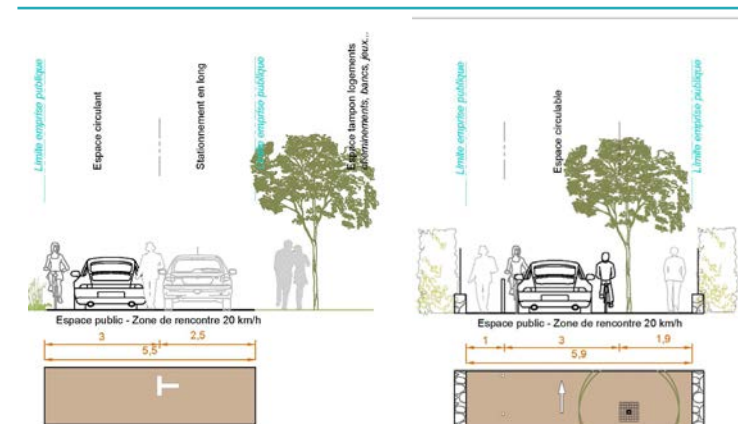 Limite emprise publique
Espace circulant
Stationnement en long
Limite emprise publique
Espace tampon logements
cheminements, bancs, jeux...
Espace public - Zone de rencontre 20 km/h
3
2,5
5,5
Limite emprise publique
Espace circulable
Limite emprise publique
Espace public - Zone de rencontre 20 km/h
1
3
1,9
5,9